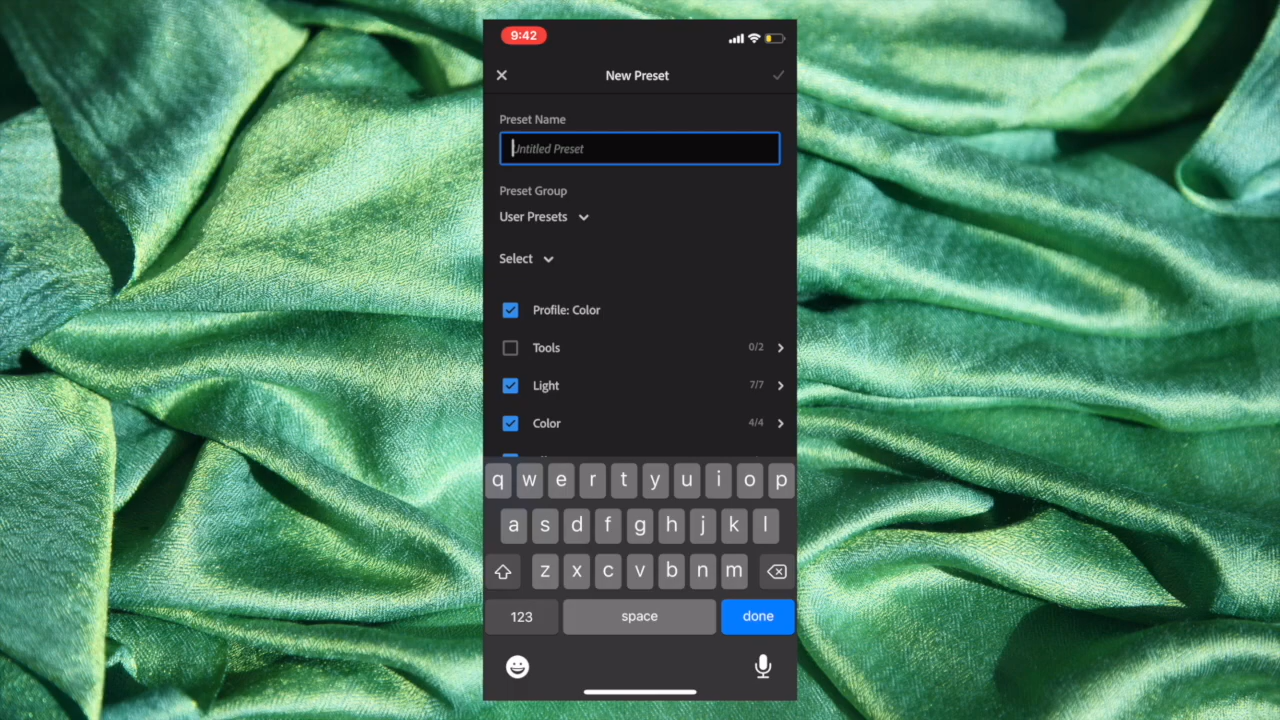 9:42
New Preset
Preset Name
Untitled Preset
Preset Group
User Presets
Select
Profile: Color
Tools 0/2
Light 7/7
Color 4/4
q w e r t y u i o p
a s d f g h j k l
z x c v b n m
123 space done